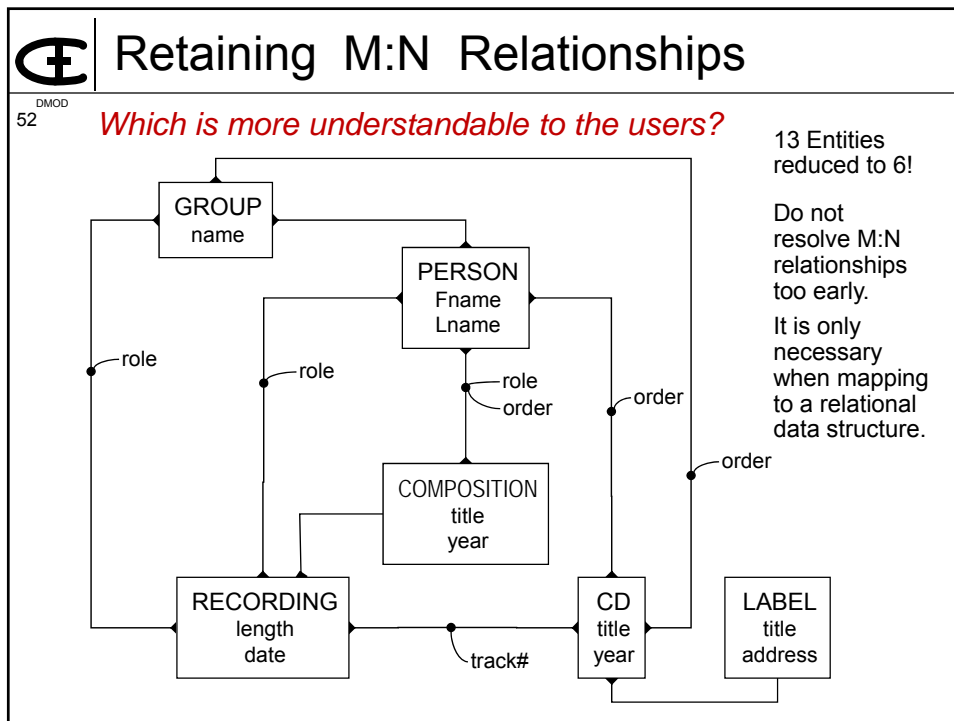 Retaining M:N Relationships
DMOD
52
Which is more understandable to the users?
13 Entities
reduced to 6!
Do not
resolve M:N
relationships
too early.
It is only
necessary
when mapping
to a relational
data structure.
GROUP
name
PERSON
Fname
Lname
role
role
role
order
order
order
COMPOSITION
title
year
RECORDING
length
date
track#
CD
title
year
LABEL
title
address